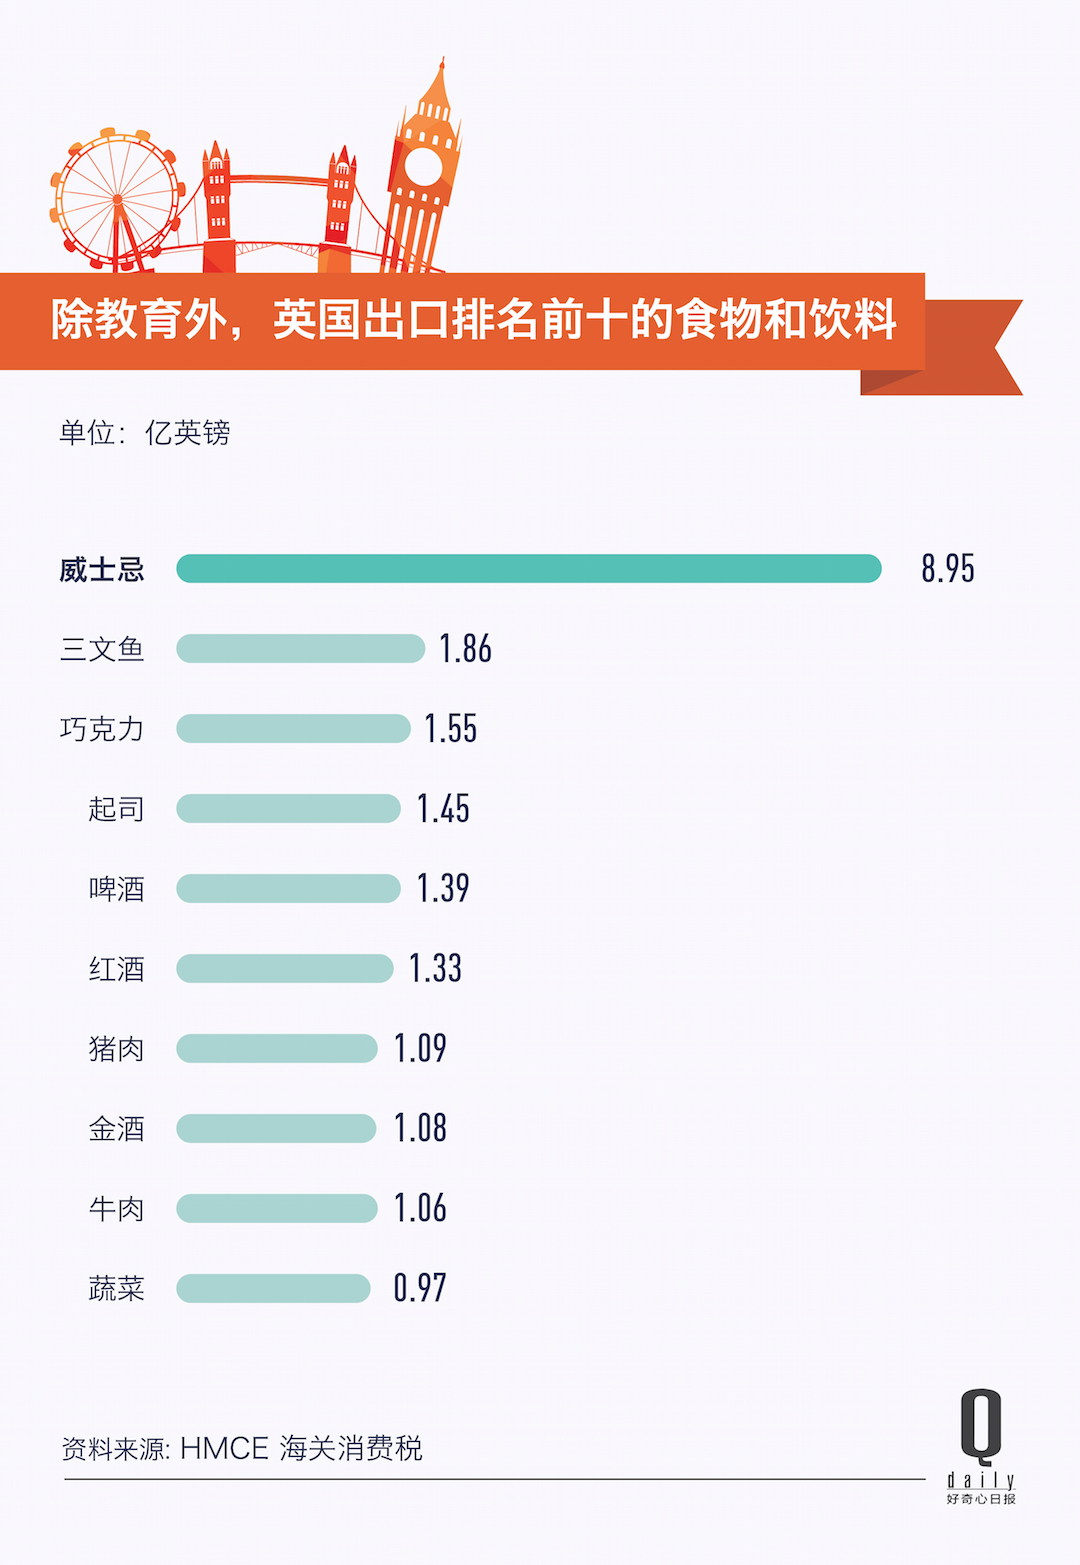 除教育外，英国出口排名前十的食物和饮料
单位：亿英镑
威士忌 8.95
三文鱼 1.86
巧克力 1.55
起司 1.45
啤酒 1.39
红酒 1.33
猪肉 1.09
金酒 1.08
牛肉 1.06
蔬菜 0.97
资料来源: HMCE 海关消费税
Q
daily
好奇心日报